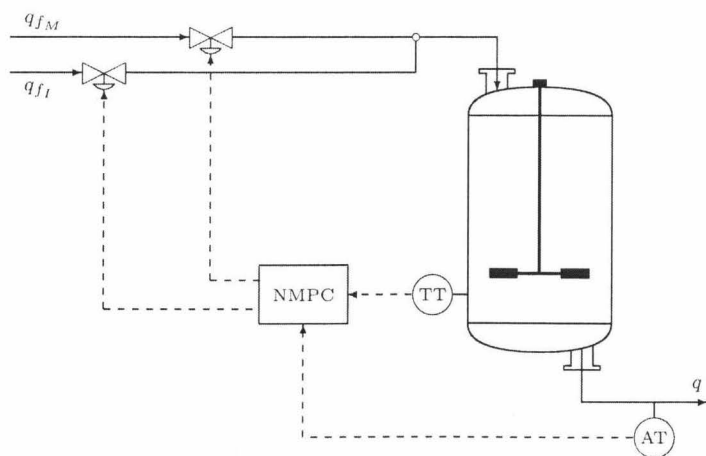 q_{f_M}
q_{f_I}
NMPC
TT
q
AT